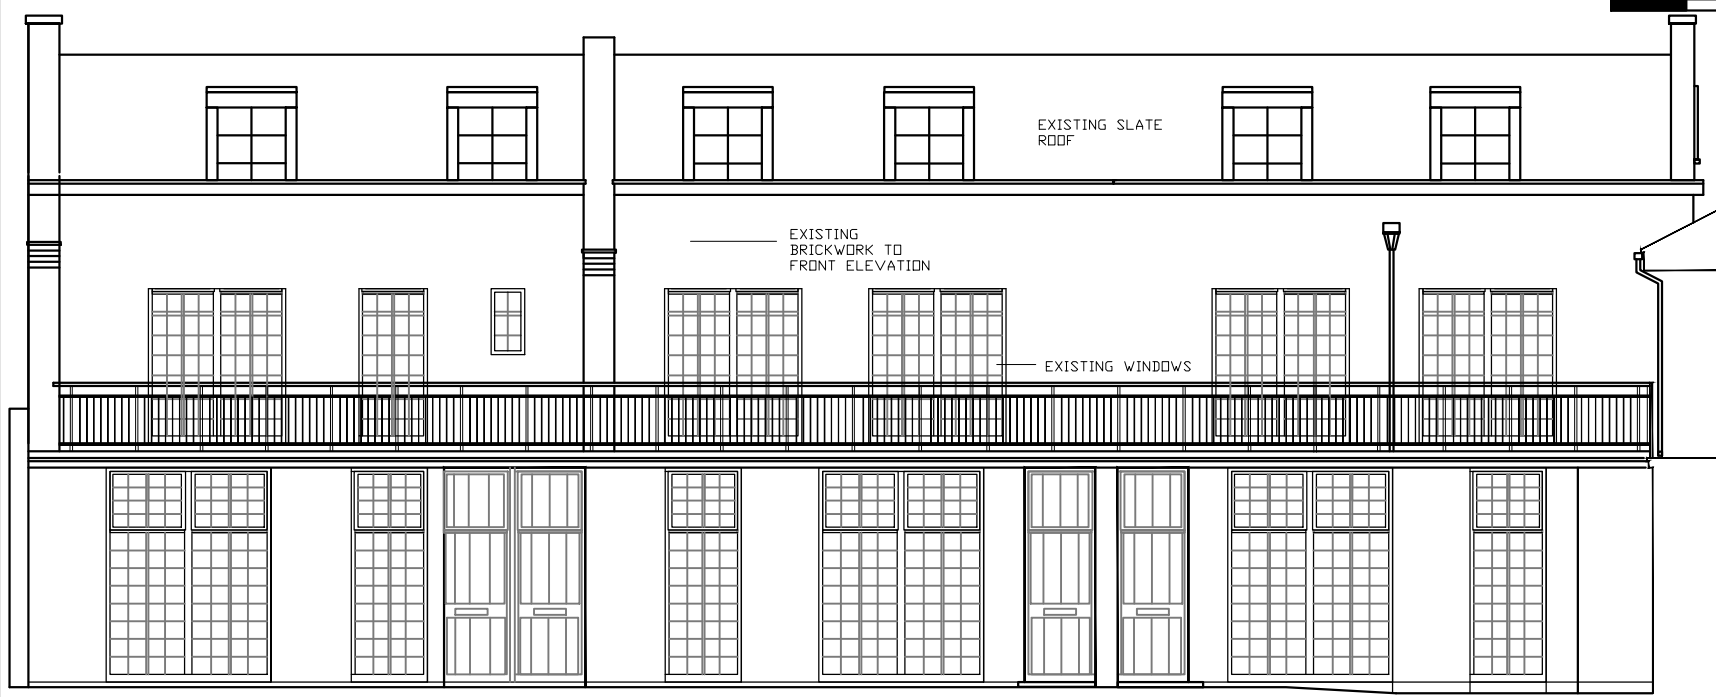 EXISTING SLATE
ROOF
EXISTING
BRICKWORK TO
FRONT ELEVATION
EXISTING WINDOWS